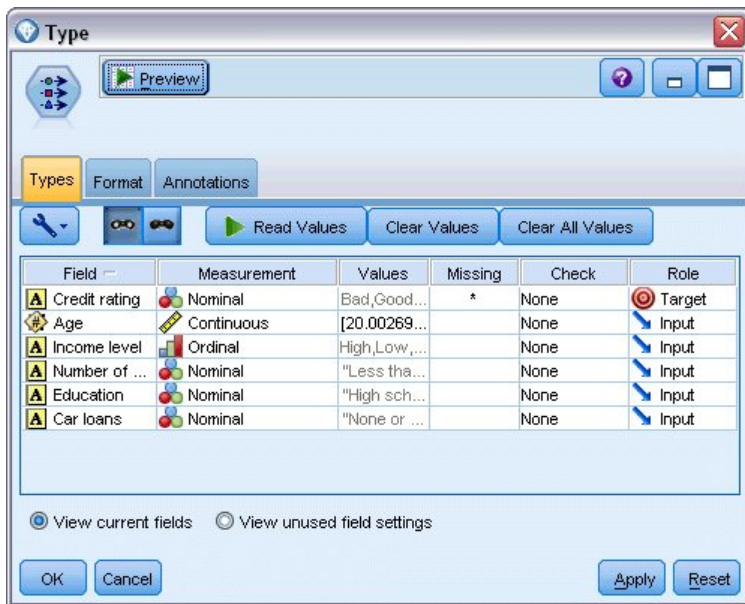 Type
Preview
Types Format Annotations
Read Values Clear Values Clear All Values
Field Measurement Values Missing Check Role
A Credit rating Nominal Bad,Good... * None Target
# Age Continuous [20.00269... None Input
A Income level Ordinal High,Low,... None Input
A Number of ... Nominal "Less tha... None Input
A Education Nominal "High sch... None Input
A Car loans Nominal "None or ... None Input
View current fields View unused field settings
OK Cancel Apply Reset